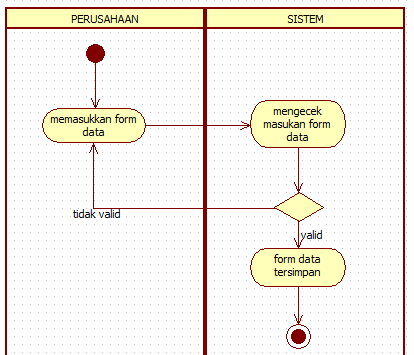 PERUSAHAAN
SISTEM
memasukkan form
data
mengecek
masukan form
data
tidak valid
valid
form data
tersimpan